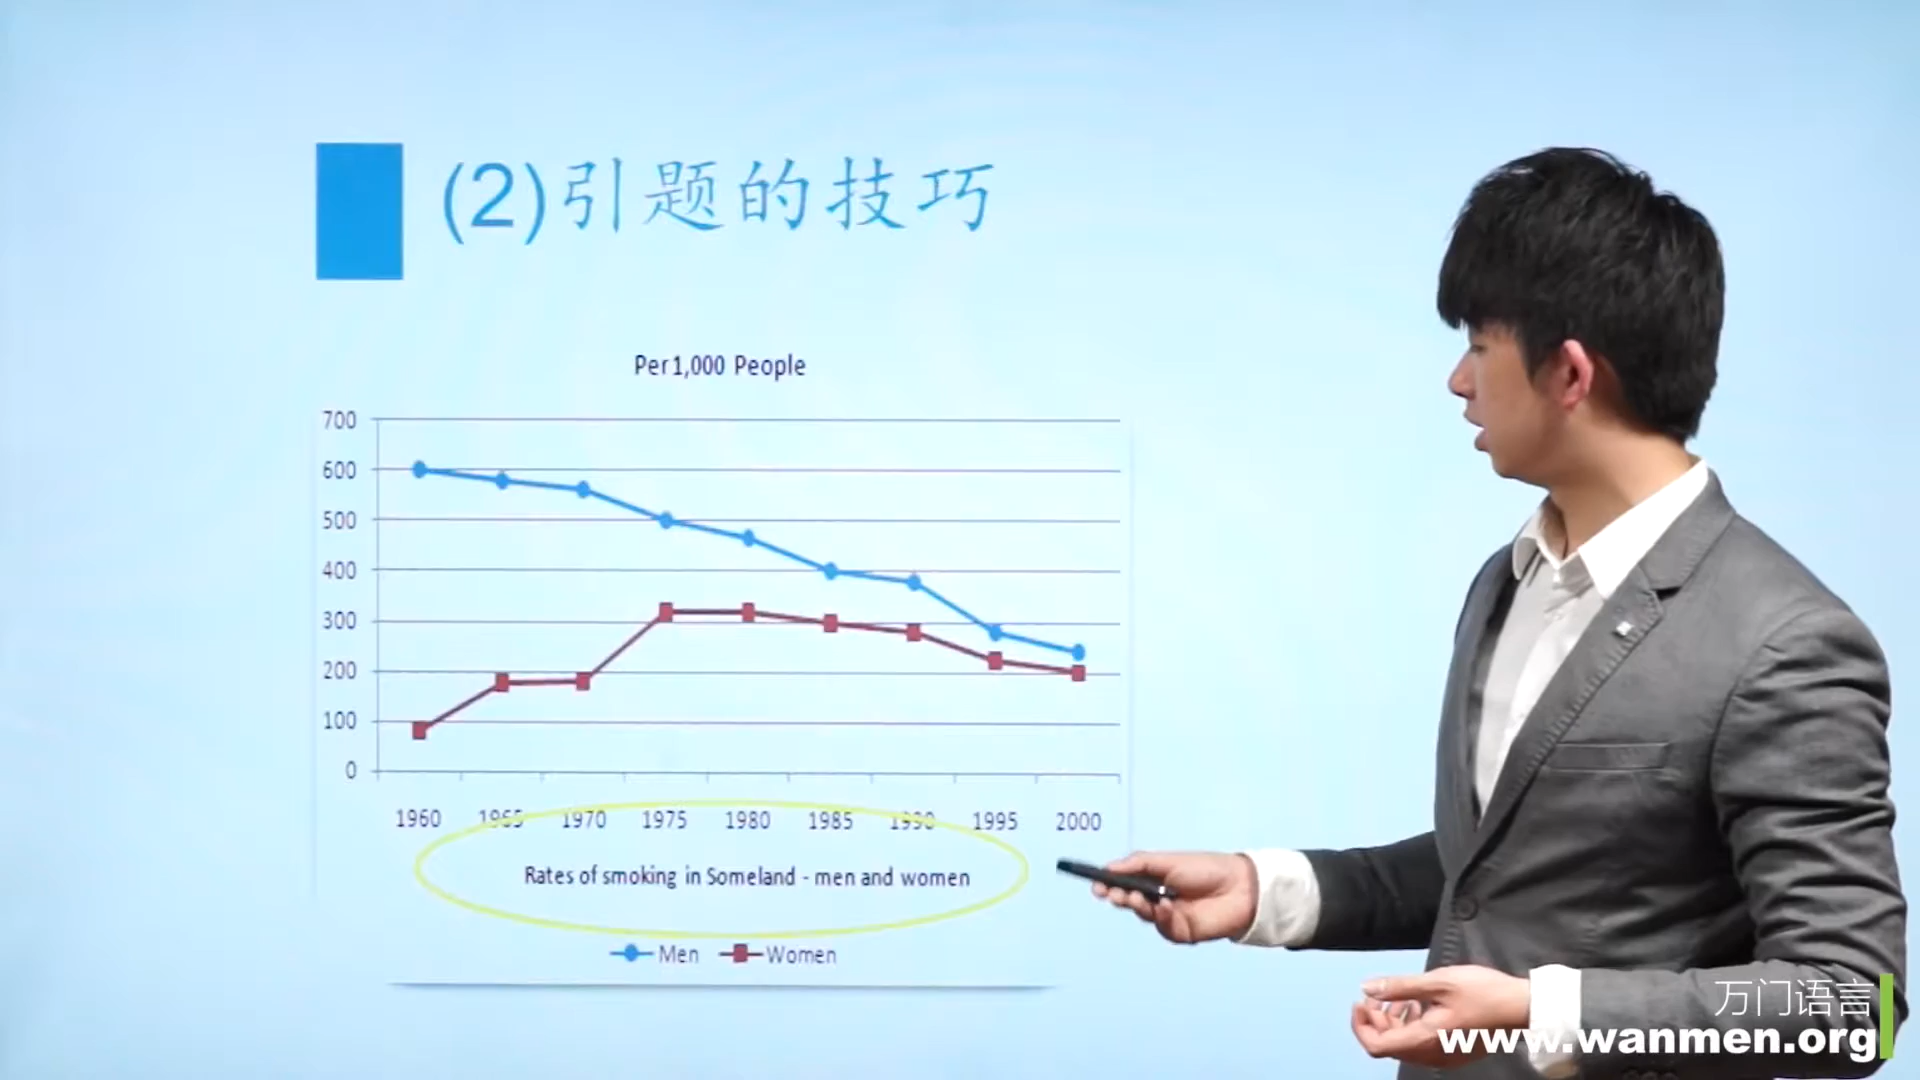 (2)引题的技巧
Per 1,000 People
700
600
500
400
300
200
100
0
1960 1965 1970 1975 1980 1985 1990 1995 2000
Rates of smoking in Someland - men and women
Men Women
万门语言
www.wanmen.org